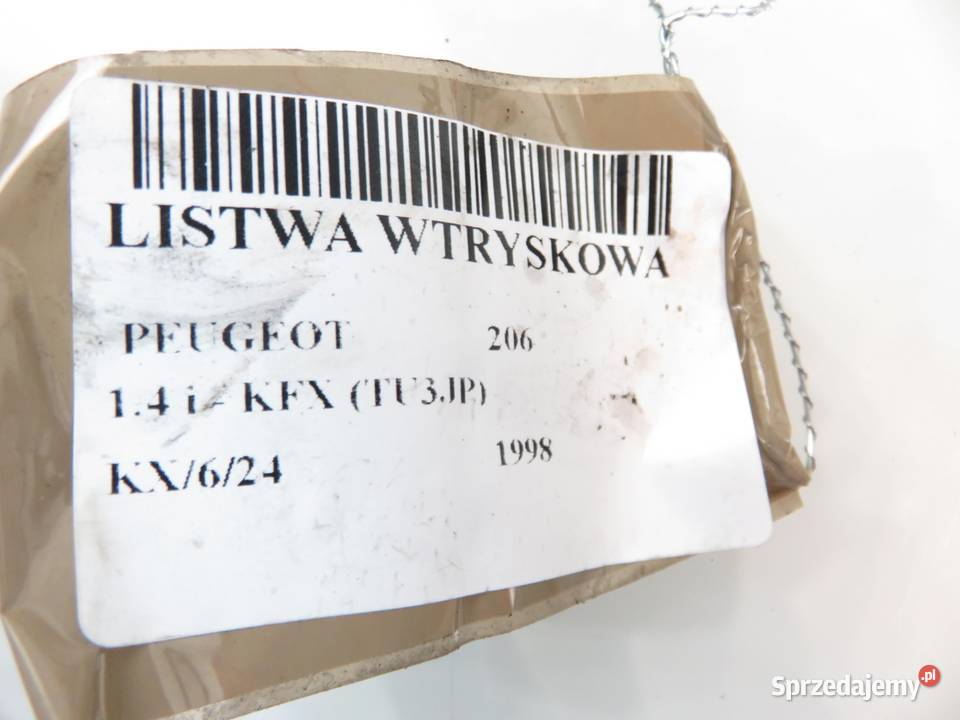 LISTWA WTRYSKOWA
PEUGEOT 206
1.4 i - KFX (TU3JP)
KX/6/24 1998
Sprzedajemy.pl